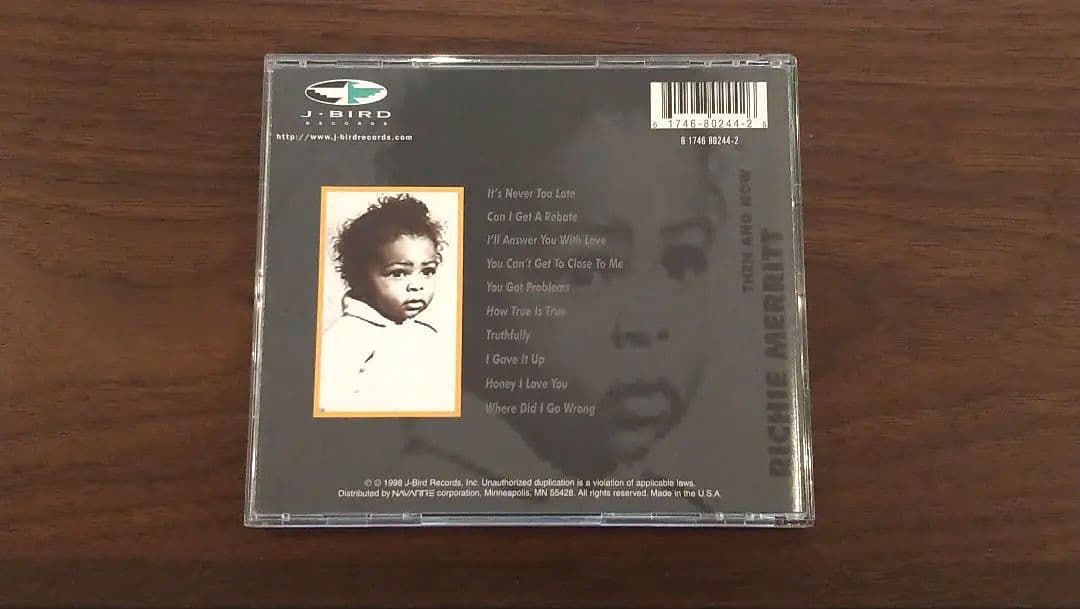 J·BIRD
RECORDS
http://www.j-birdrecords.com
6 1746-80244-2 6
6 1746 80244-2
It's Never Too Late
Can I Get A Rebate
I'll Answer You With Love
You Can't Get To Close To Me
You Got Problems
How True Is True
Truthfully
I Gave It Up
Honey I Love You
Where Did I Go Wrong
THEN AND NOW
RICHIE MERRITT
℗ © 1998 J-Bird Records, Inc. Unauthorized duplication is a violation of applicable laws.
Distributed by NAVARRE corporation, Minneapolis, MN 55428. All rights reserved. Made in the U.S.A.